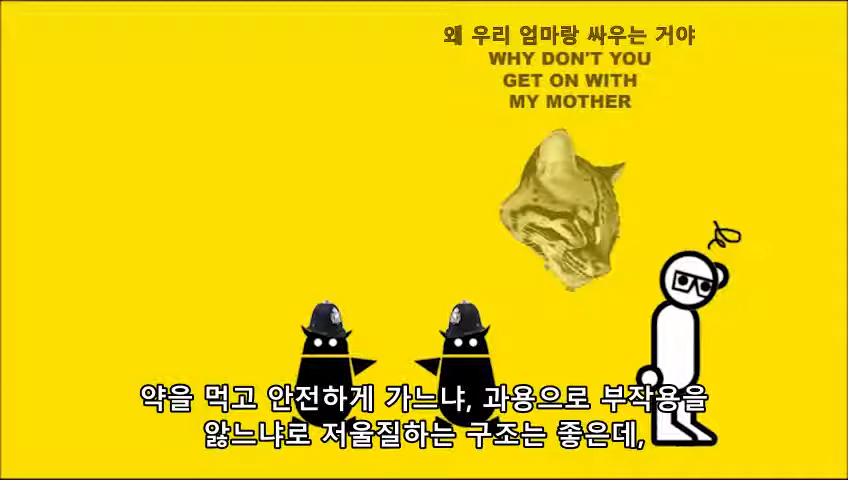 왜 우리 엄마랑 싸우는 거야
WHY DON'T YOU
GET ON WITH
MY MOTHER
약을 먹고 안전하게 가느냐, 과용으로 부작용을
앓느냐로 저울질하는 구조는 좋은데,